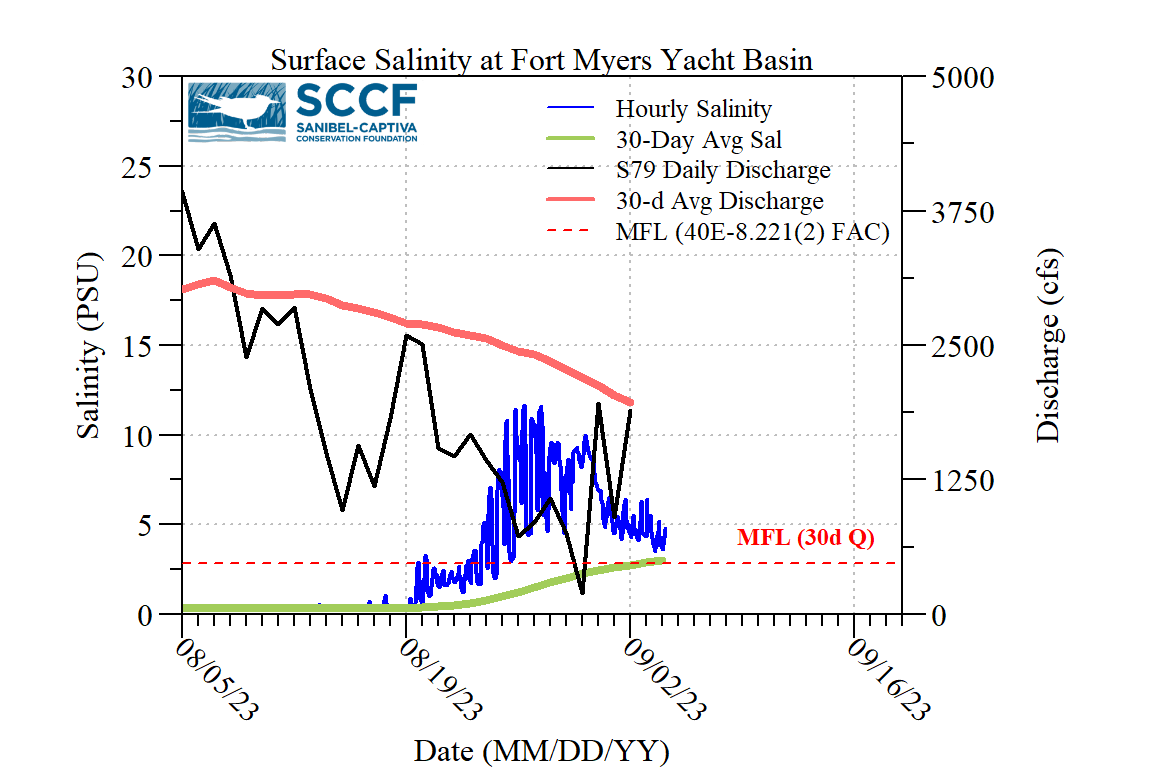 Surface Salinity at Fort Myers Yacht Basin
SCCF
SANIBEL-CAPTIVA
CONSERVATION FOUNDATION
Hourly Salinity
30-Day Avg Sal
S79 Daily Discharge
30-d Avg Discharge
MFL (40E-8.221(2) FAC)
30
25
20
15
10
5
0
Salinity (PSU)
5000
3750
2500
1250
0
Discharge (cfs)
MFL (30d Q)
08/05/23
08/19/23
09/02/23
09/16/23
Date (MM/DD/YY)